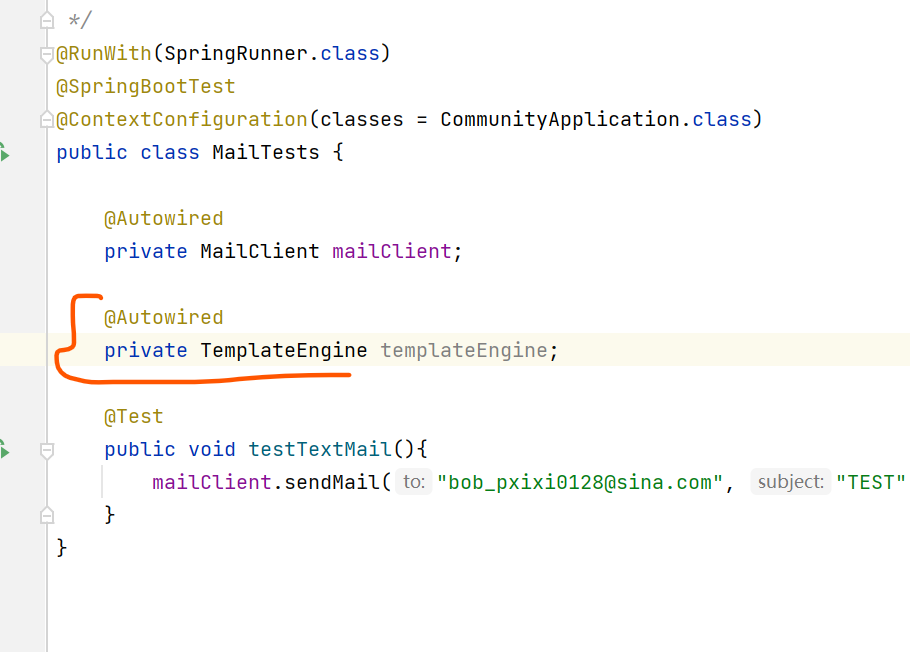 */
@RunWith(SpringRunner.class)
@SpringBootTest
@ContextConfiguration(classes = CommunityApplication.class)
public class MailTests {
@Autowired
private MailClient mailClient;
@Autowired
private TemplateEngine templateEngine;
@Test
public void testTextMail(){
mailClient.sendMail( to: "bob_pxixi0128@sina.com", subject: "TEST"
}
}